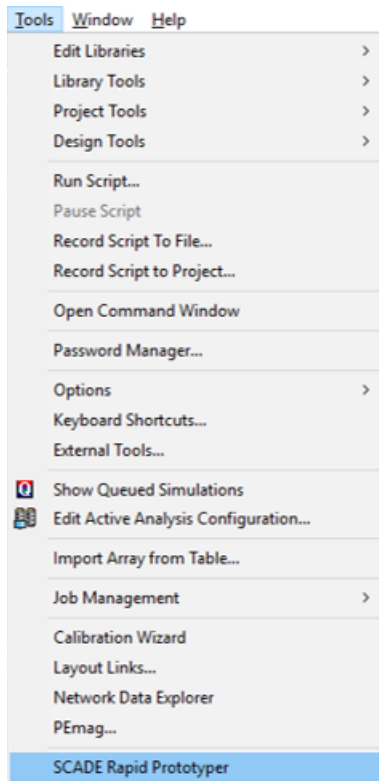 Tools Window Help
Edit Libraries
Library Tools
Project Tools
Design Tools
Run Script...
Pause Script
Record Script To File...
Record Script to Project...
Open Command Window
Password Manager...
Options
Keyboard Shortcuts...
External Tools...
Show Queued Simulations
Edit Active Analysis Configuration...
Import Array from Table...
Job Management
Calibration Wizard
Layout Links...
Network Data Explorer
PEmag...
SCADE Rapid Prototyper